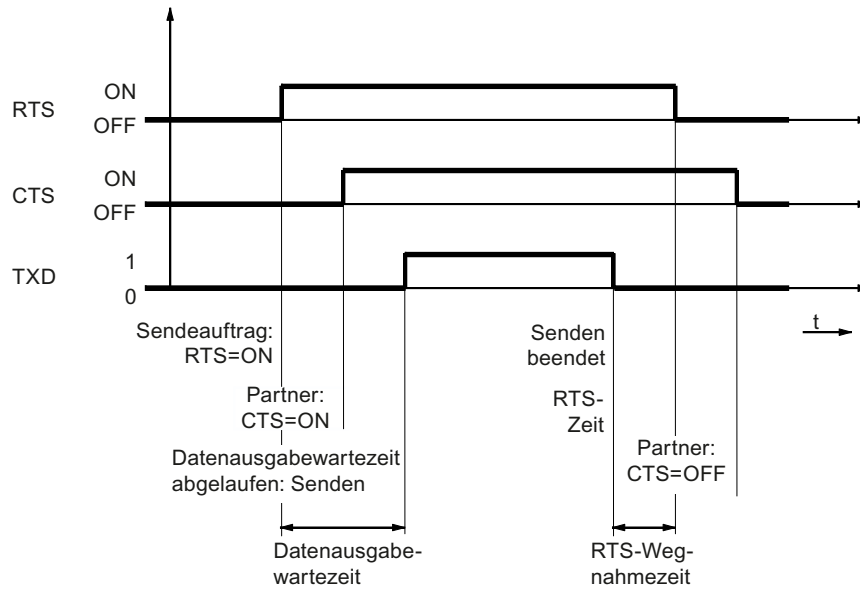 RTS
ON
OFF
CTS
ON
OFF
TXD
1
0
t
Sendeauftrag:
RTS=ON
Partner:
CTS=ON
Datenausgabewartezeit
abgelaufen: Senden
Senden
beendet
RTS-
Zeit
Partner:
CTS=OFF
Datenausgabe-
wartezeit
RTS-Weg-
nahmezeit